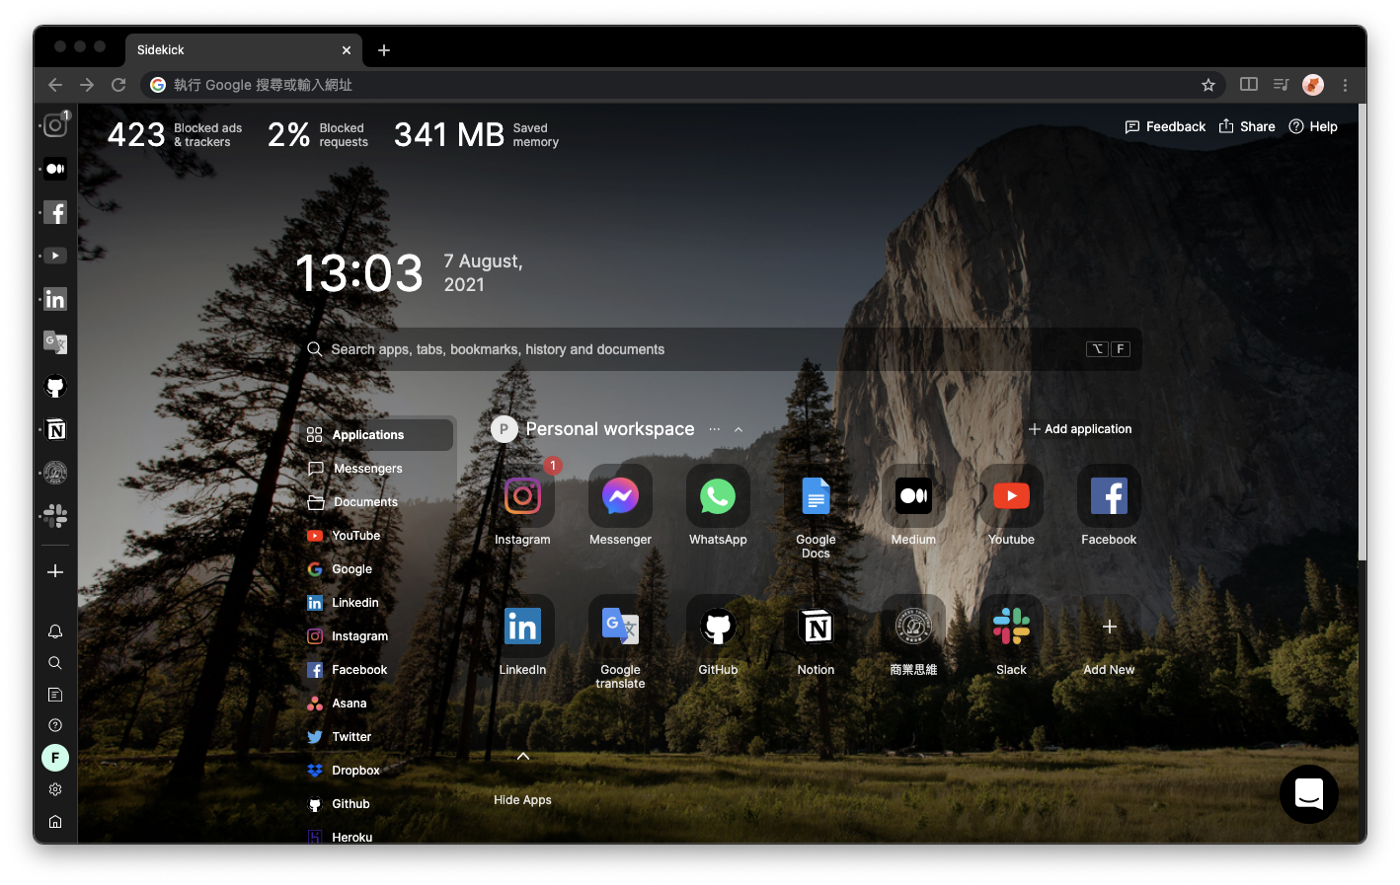 Sidekick
執行 Google 搜尋或輸入網址
1
423 Blocked ads
& trackers
2% Blocked
requests
341 MB Saved
memory
Feedback
Share
Help
13:03
7 August,
2021
Search apps, tabs, bookmarks, history and documents
⌥ F
Applications
Messengers
Documents
YouTube
Google
Linkedin
Instagram
Facebook
Asana
Twitter
Dropbox
Github
Heroku
P Personal workspace
Add application
1
Instagram
Messenger
WhatsApp
Google
Docs
Medium
Youtube
Facebook
LinkedIn
Google
translate
GitHub
Notion
商業思維
Slack
Add New
Hide Apps
F